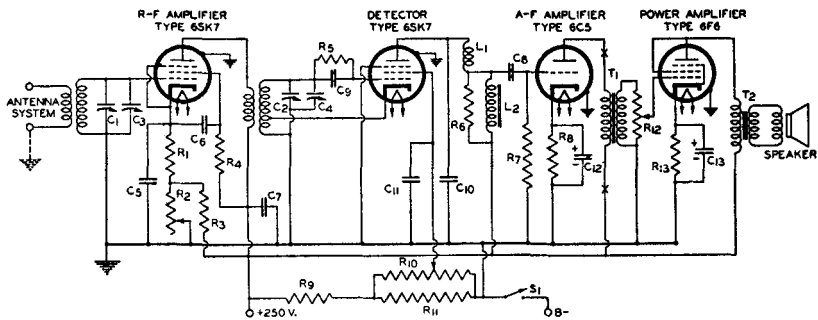 R-F AMPLIFIER
TYPE 6SK7
DETECTOR
TYPE 6SK7
A-F AMPLIFIER
TYPE 6C5
POWER AMPLIFIER
TYPE 6F6
ANTENNA
SYSTEM
C1
C3
C6
R1
R4
C5
R2
R3
C7
C2
C4
R5
C9
C11
C10
L1
C8
R6
L2
R7
R8
C12
T1
R12
R13
C13
T2
SPEAKER
R9
R10
R11
S1
+250 V.
B-